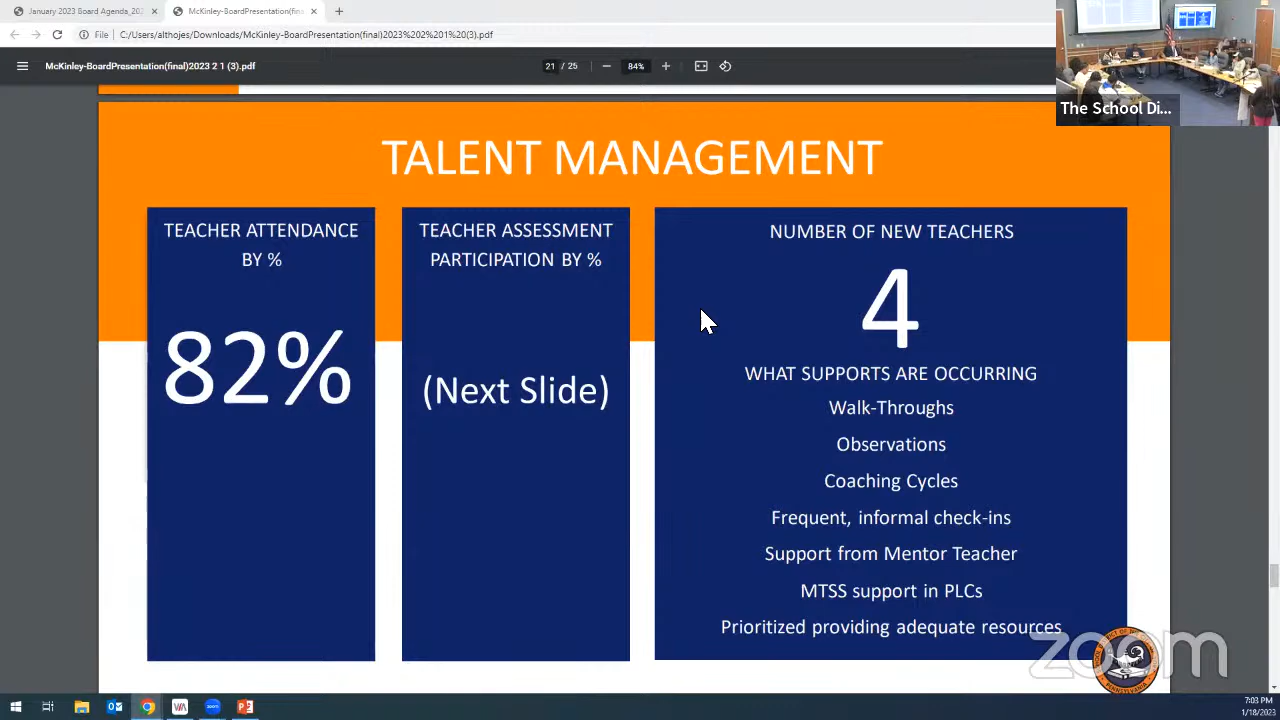 January 2023 Board Agenda_202
McKinley-BoardPresentation(fina
File
C:/Users/althojes/Downloads/McKinley-BoardPresentation(final)2023%202%201%20(3).pdf
McKinley-BoardPresentation(final)2023 2 1 (3).pdf
21 / 25
84%
The School Di...
TALENT MANAGEMENT
TEACHER ATTENDANCE
BY %
82%
TEACHER ASSESSMENT
PARTICIPATION BY %
(Next Slide)
NUMBER OF NEW TEACHERS
4
WHAT SUPPORTS ARE OCCURRING
Walk-Throughs
Observations
Coaching Cycles
Frequent, informal check-ins
Support from Mentor Teacher
MTSS support in PLCs
Prioritized providing adequate resources
zoom
7:03 PM
1/18/2023